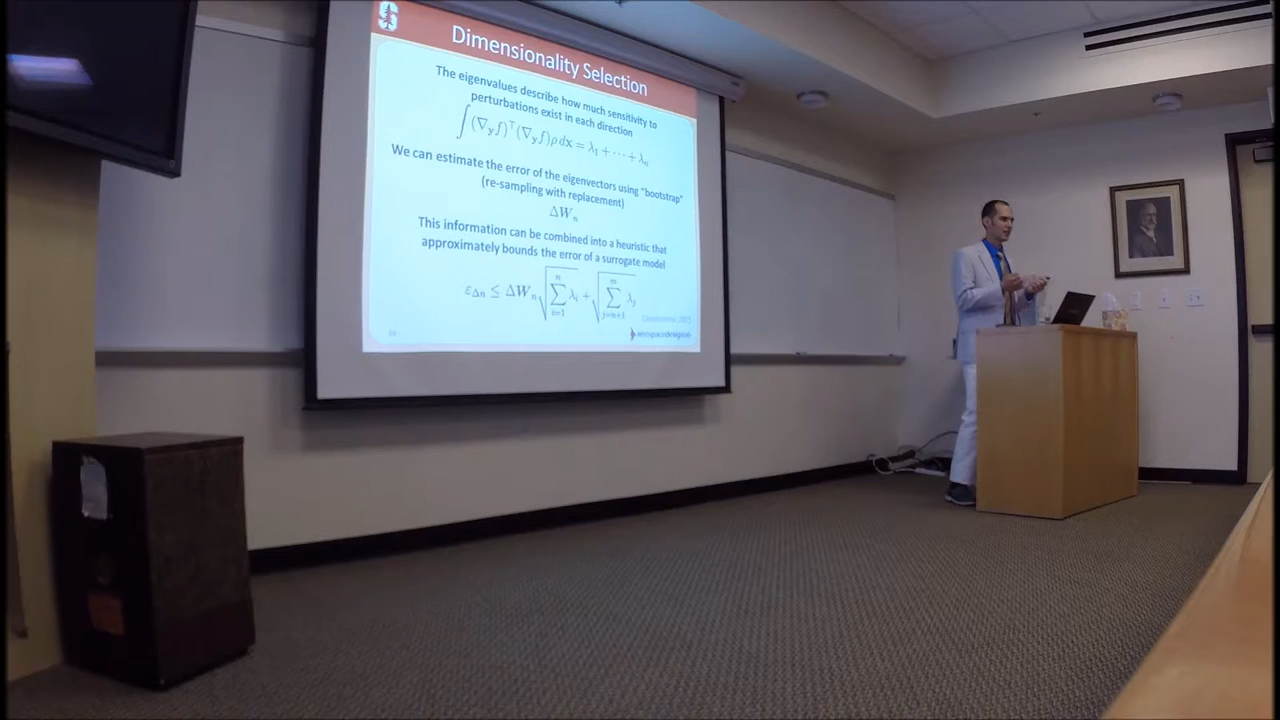 S
Dimensionality Selection
The eigenvalues describe how much sensitivity to
perturbations exist in each direction
∫(∇_y f)^T (∇_y f)ρ dx = λ_1 + ⋯ + λ_n
We can estimate the error of the eigenvectors using "bootstrap"
(re-sampling with replacement)
ΔW_n
This information can be combined into a heuristic that
approximately bounds the error of a surrogate model
ε_Δn ≤ ΔW_n √(∑_{i=1}^{n} λ_i) + √(∑_{j=n+1}^{m} λ_j)
aerospacedesignlab